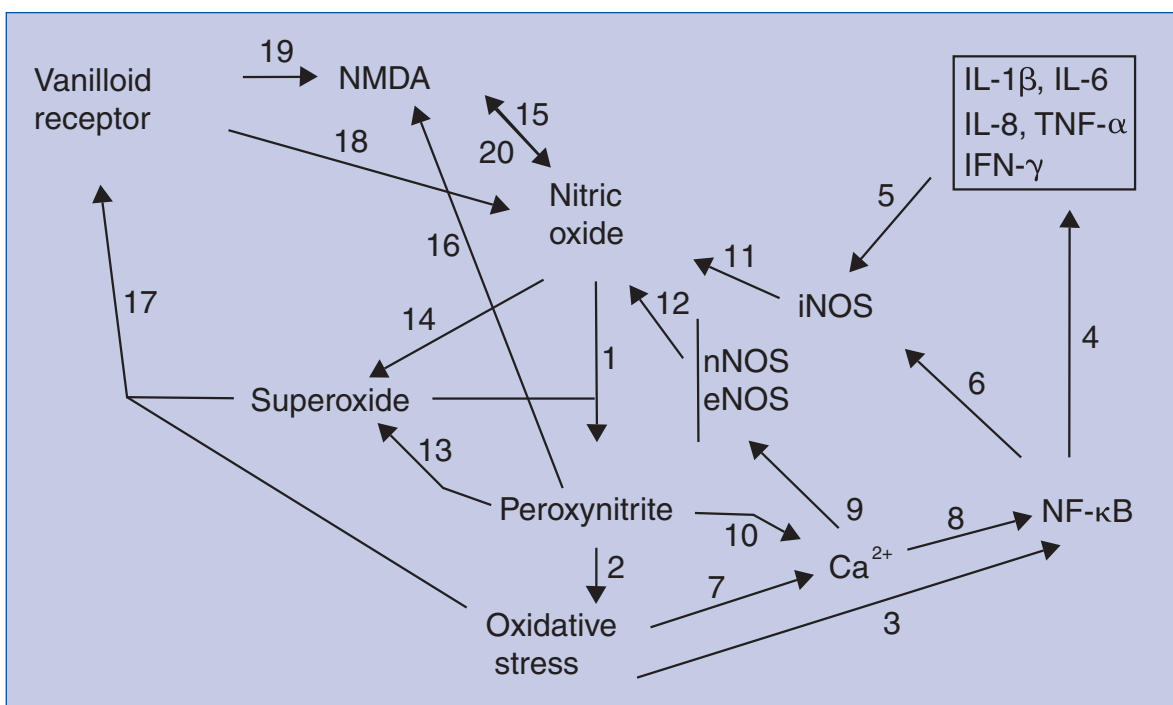 19
Vanilloid
receptor
NMDA
15
20
18
IL-1β, IL-6
IL-8, TNF-α
IFN-γ
5
Nitric
oxide
16
11
12
iNOS
17
14
1
4
nNOS
eNOS
6
Superoxide
13
Peroxynitrite
10
9
8
NF-κB
Ca²⁺
2
7
3
Oxidative
stress